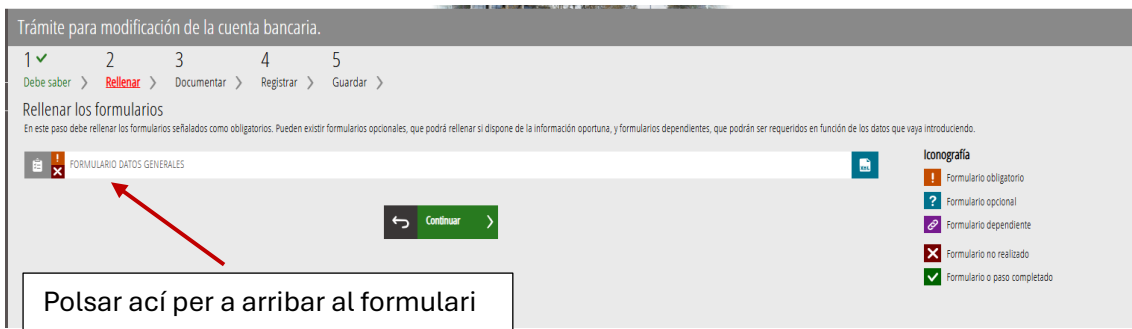 Trámite para modificación de la cuenta bancaria.
1 2 3 4 5
Debe saber Rellenar Documentar Registrar Guardar
Rellenar los formularios
En este paso debe rellenar los formularios señalados como obligatorios. Pueden existir formularios opcionales, que podrá rellenar si dispone de la información oportuna, y formularios dependientes, que podrán ser requeridos en función de los datos que vaya introduciendo.
FORMULARIO DATOS GENERALES
Iconografía
! Formulario obligatorio
? Formulario opcional
Formulario dependiente
Formulario no realizado
Formulario o paso completado
Continuar
Polsar ací per a arribar al formulari